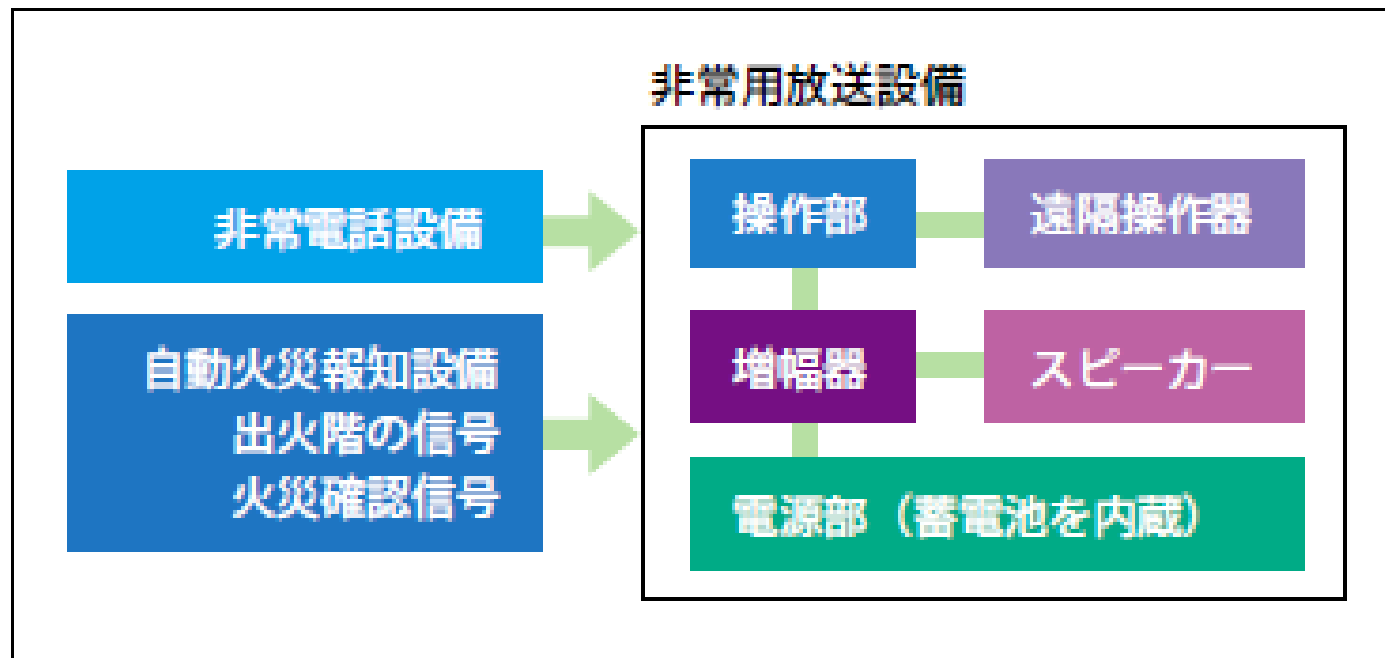 非常用放送設備
非常電話設備
自動火災報知設備
出火階の信号
火災確認信号
操作部
遠隔操作器
増幅器
スピーカー
電源部（蓄電池を内蔵）